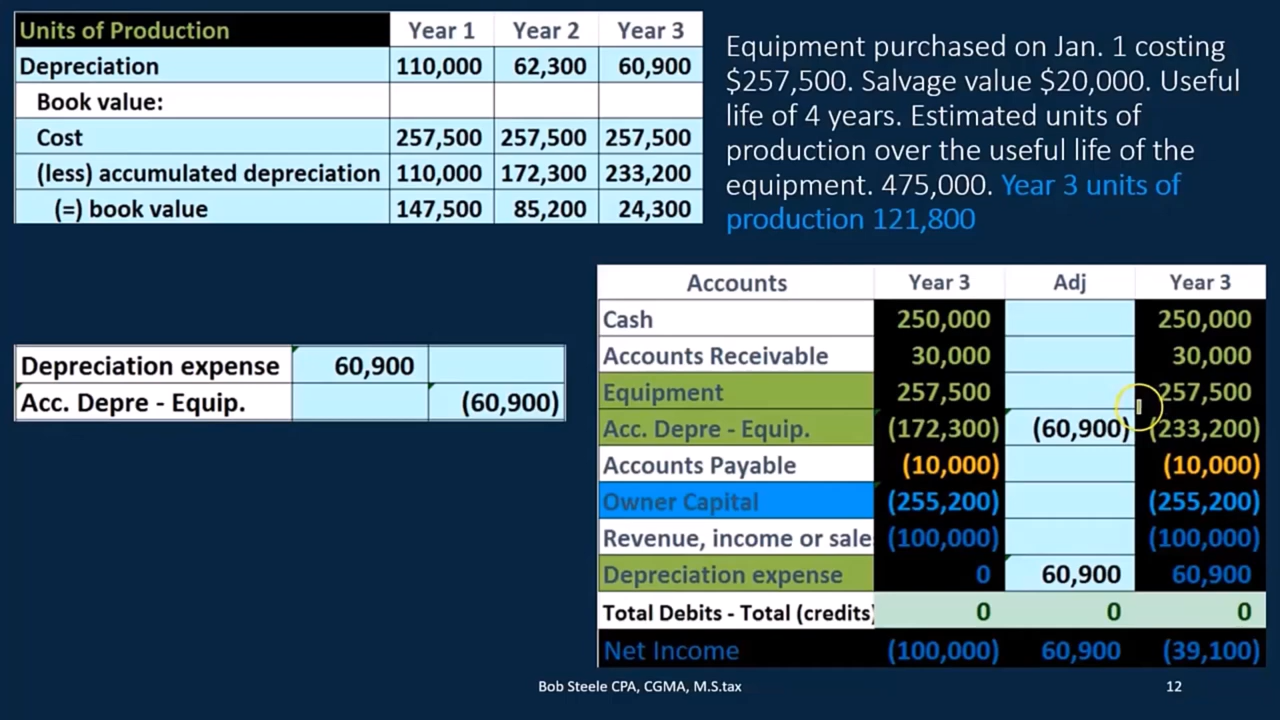 Units of Production Year 1 Year 2 Year 3
Depreciation 110,000 62,300 60,900
Book value:
Cost 257,500 257,500 257,500
(less) accumulated depreciation 110,000 172,300 233,200
(=) book value 147,500 85,200 24,300
Equipment purchased on Jan. 1 costing
$257,500. Salvage value $20,000. Useful
life of 4 years. Estimated units of
production over the useful life of the
equipment. 475,000. Year 3 units of
production 121,800
Depreciation expense 60,900
Acc. Depre - Equip. (60,900)
Accounts Year 3 Adj Year 3
Cash 250,000 250,000
Accounts Receivable 30,000 30,000
Equipment 257,500 257,500
Acc. Depre - Equip. (172,300) (60,900) (233,200)
Accounts Payable (10,000) (10,000)
Owner Capital (255,200) (255,200)
Revenue, income or sale (100,000) (100,000)
Depreciation expense 0 60,900 60,900
Total Debits - Total (credits) 0 0 0
Net Income (100,000) 60,900 (39,100)
Bob Steele CPA, CGMA, M.S.tax 12